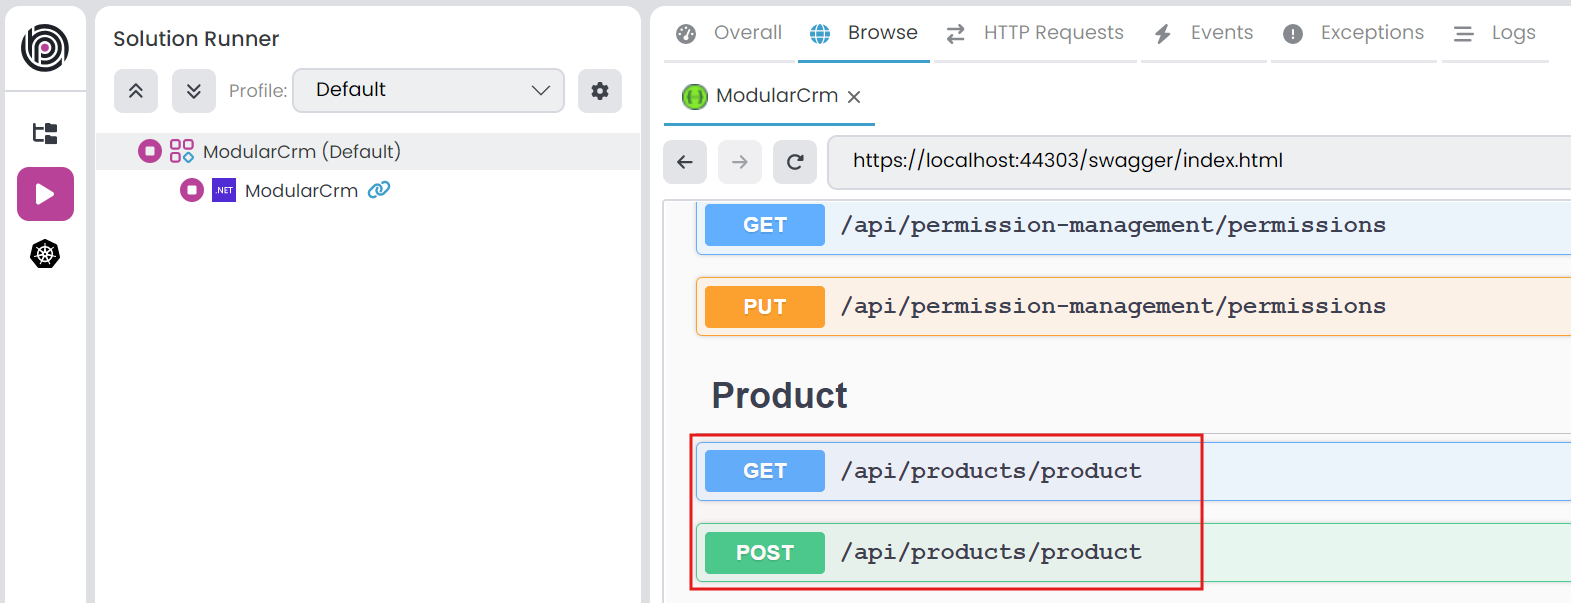 Solution Runner
Profile: Default
ModularCrm (Default)
.NET ModularCrm
Overall Browse HTTP Requests Events Exceptions Logs
ModularCrm
https://localhost:44303/swagger/index.html
GET /api/permission-management/permissions
PUT /api/permission-management/permissions
Product
GET /api/products/product
POST /api/products/product